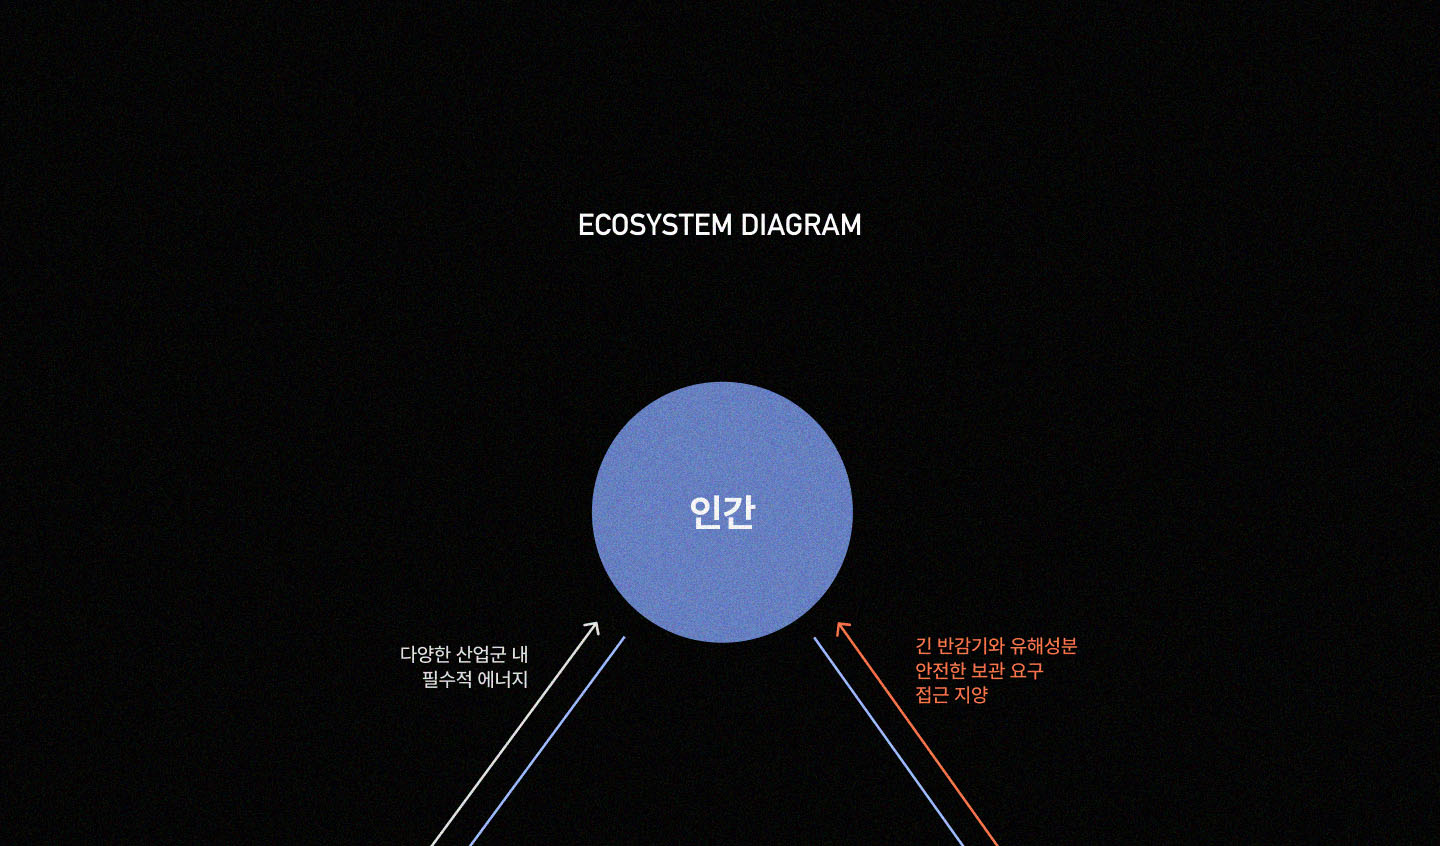 ECOSYSTEM DIAGRAM
인간
다양한 산업군 내
필수적 에너지
긴 반감기와 유해성분
안전한 보관 요구
접근 지양